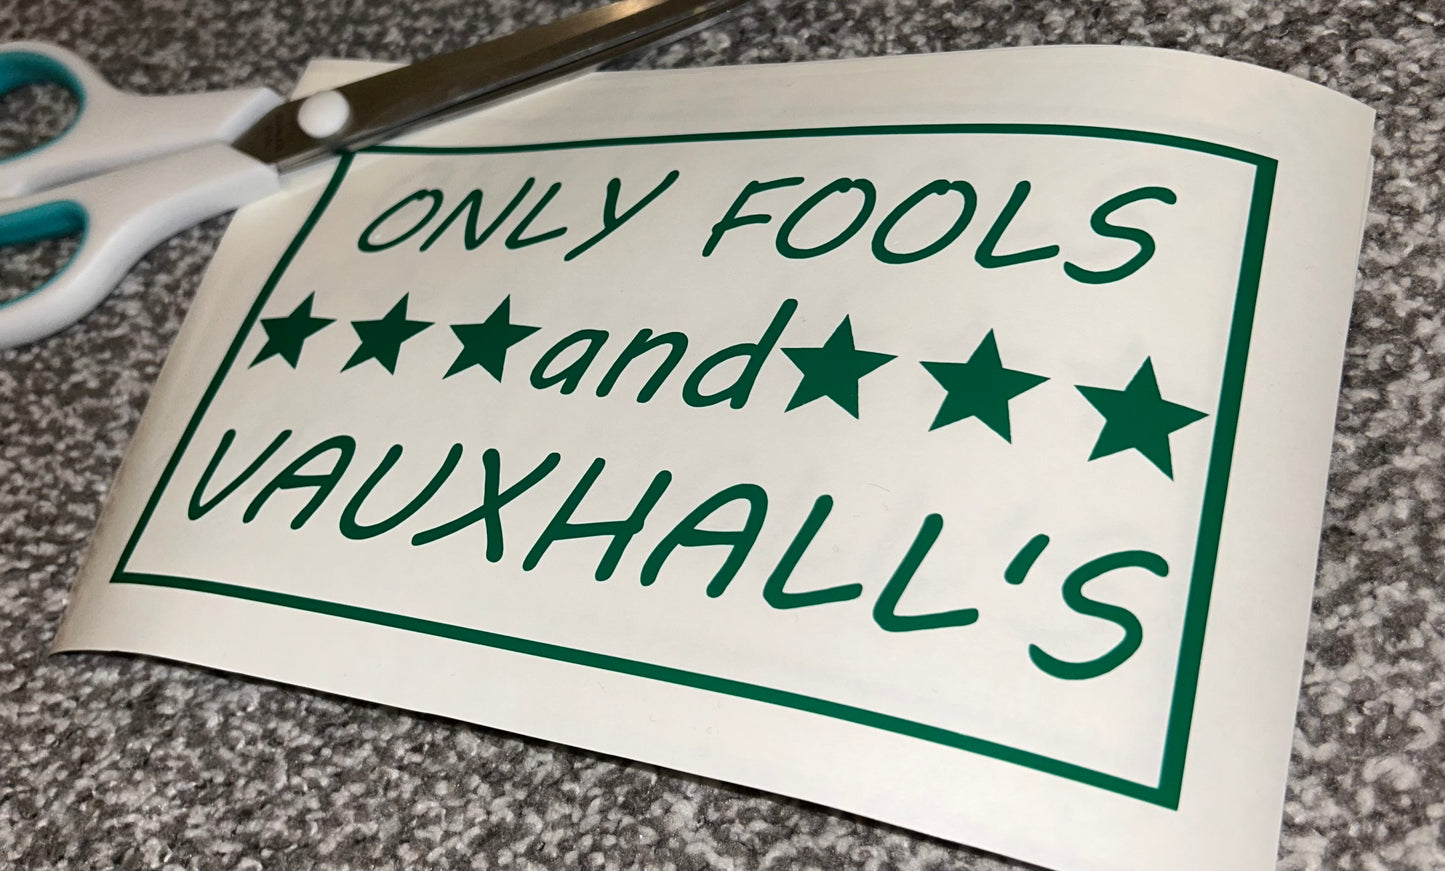 ONLY FOOLS
★★★and★★★
VAUXHALL'S